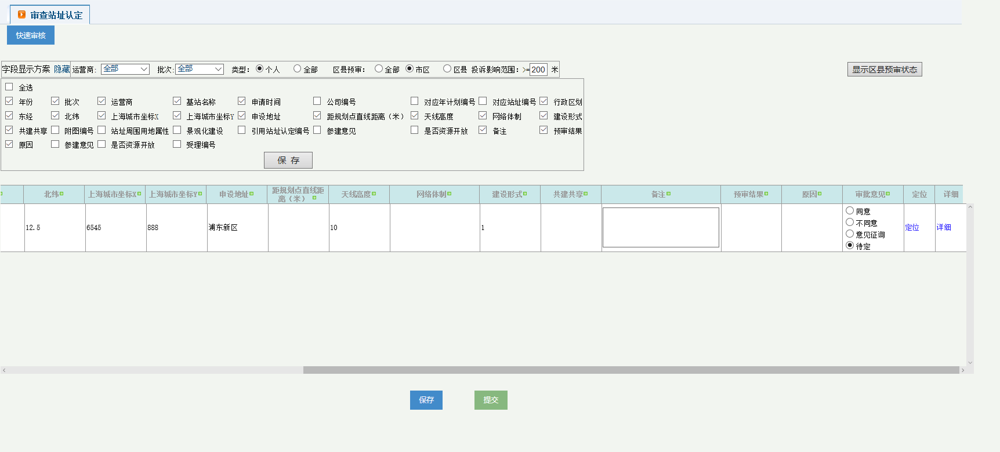 审查站址认定
快速审核
字段显示方案 隐藏 运营商: 全部 批次: 全部 类型: 个人 全部 区县预审: 全部 市区 区县 投诉影响范围: >= 200 米
显示区县预审状态
全选
年份 批次 运营商 基站名称 申请时间 公司编号 对应年计划编号 对应站址编号 行政区划
东经 北纬 上海城市坐标X 上海城市坐标Y 申设地址 距规划点直线距离（米） 天线高度 网络体制 建设形式
共建共享 附图编号 站址周围用地属性 景观化建设 引用站址认定编号 参建意见 是否资源开放 备注 预审结果
原因 参建意见 是否资源开放 受理编号
保 存
北纬 上海城市坐标X 上海城市坐标Y 申设地址 距规划点直线距离（米） 天线高度 网络体制 建设形式 共建共享 备注 预审结果 原因 审批意见 定位 详细
12.5 6545 888 浦东新区 10 1 定位 详细
同意
不同意
意见征询
待定
保存 提交